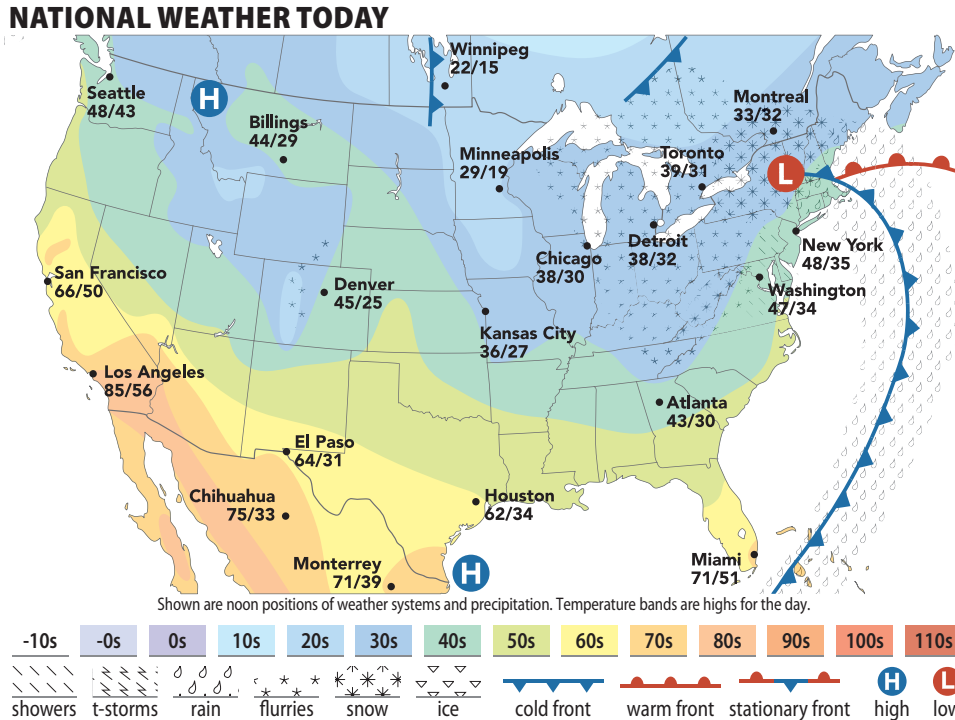 NATIONAL WEATHER TODAY
Winnipeg
22/15
Seattle
48/43
H
Billings
44/29
Montreal
33/32
Minneapolis
29/19
Toronto
39/31
L
Chicago
38/30
Detroit
38/32
New York
48/35
San Francisco
66/50
Denver
45/25
Washington
47/34
Kansas City
36/27
Los Angeles
85/56
Atlanta
43/30
El Paso
64/31
Chihuahua
75/33
Houston
62/34
Monterrey
71/39
H
Miami
71/51
Shown are noon positions of weather systems and precipitation. Temperature bands are highs for the day.
-10s -0s 0s 10s 20s 30s 40s 50s 60s 70s 80s 90s 100s 110s
H L
showers t-storms rain flurries snow ice cold front warm front stationary front high low